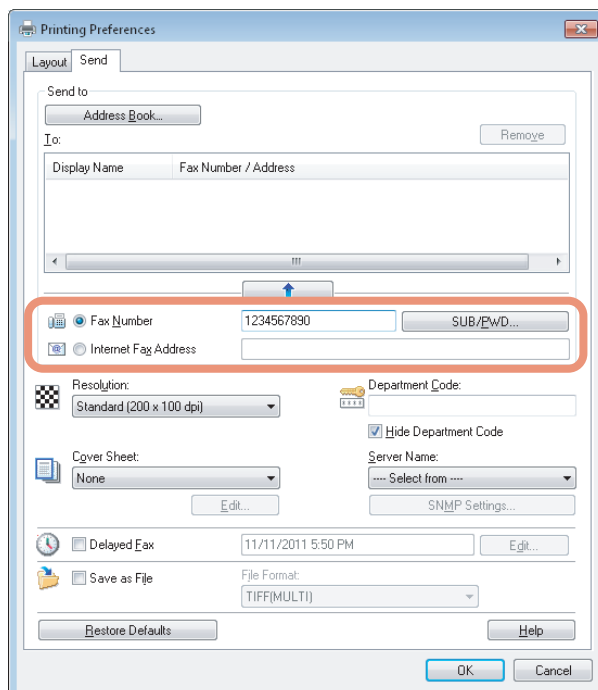 Printing Preferences
Layout Send
Send to
Address Book...
To:
Remove
Display Name Fax Number / Address
Fax Number 1234567890 SUB/PWD...
Internet Fax Address
Resolution: Department Code:
Standard (200 x 100 dpi)
Hide Department Code
Cover Sheet: Server Name:
None ---- Select from ----
Edit... SNMP Settings...
Delayed Fax 11/11/2011 5:50 PM Edit...
Save as File File Format:
TIFF(MULTI)
Restore Defaults Help
OK Cancel